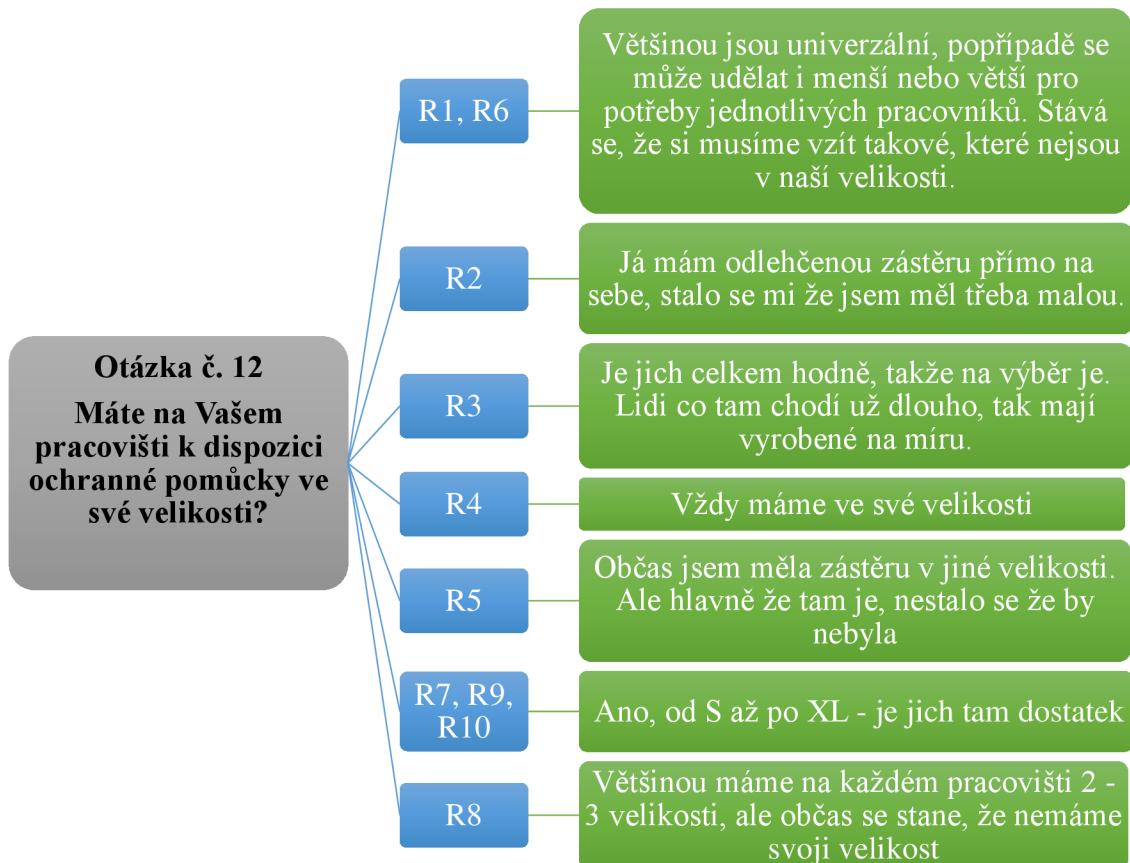 Otázka č. 12
Máte na Vašem
pracovišti k dispozici
ochranné pomůcky ve
své velikosti?
R1, R6
Většinou jsou univerzální, popřípadě se
může udělat i menší nebo větší pro
potřeby jednotlivých pracovníků. Stává
se, že si musíme vzít takové, které nejsou
v naší velikosti.
R2
Já mám odlehčenou zástěru přímo na
sebe, stalo se mi že jsem měl třeba malou.
R3
Je jich celkem hodně, takže na výběr je.
Lidi co tam chodí už dlouho, tak mají
vyrobené na míru.
R4
Vždy máme ve své velikosti
R5
Občas jsem měla zástěru v jiné velikosti.
Ale hlavně že tam je, nestalo se že by
nebyla
R7, R9,
R10
Ano, od S až po XL - je jich tam dostatek
R8
Většinou máme na každém pracovišti 2 -
3 velikosti, ale občas se stane, že nemáme
svoji velikost